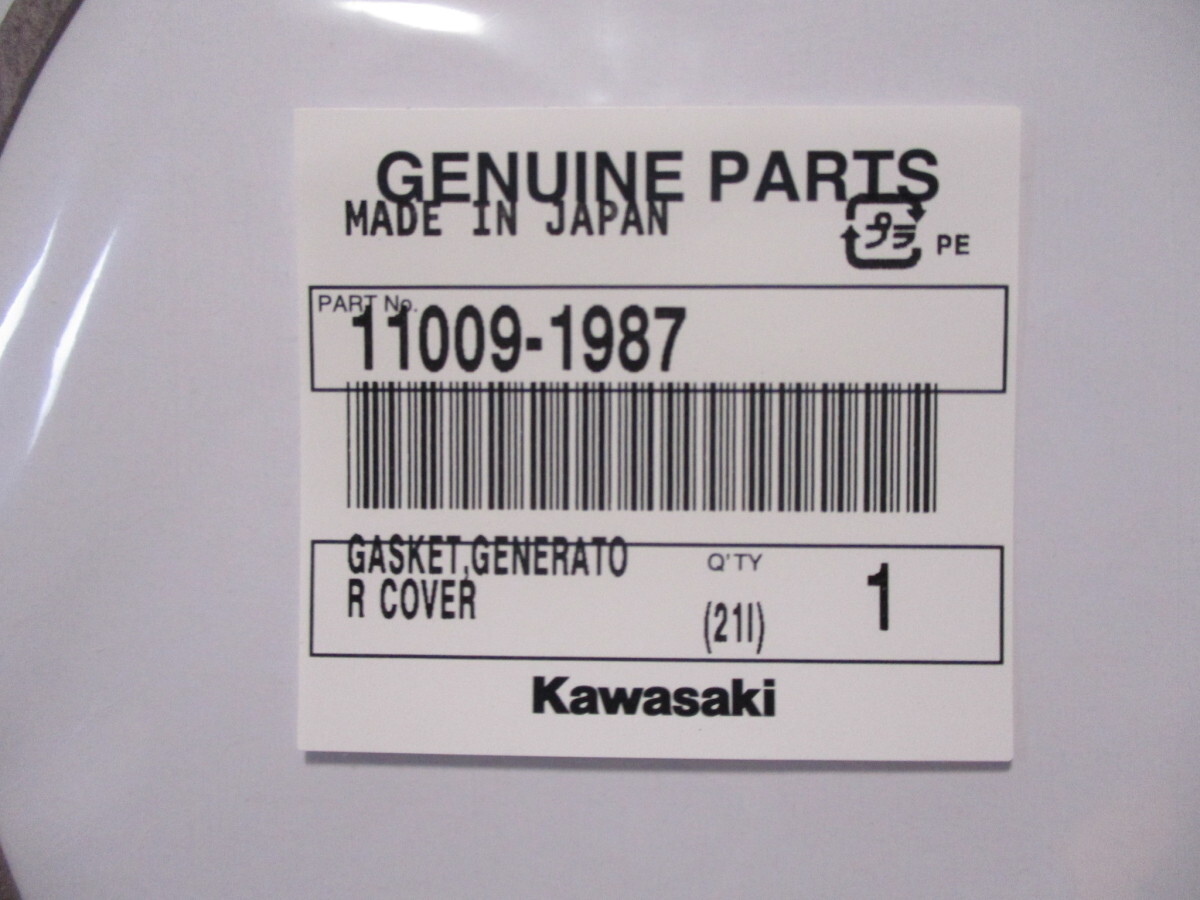 GENUINE PARTS
MADE IN JAPAN
プラ PE
PART No.
11009-1987
GASKET,GENERATO
R COVER
Q'TY
(21I)
1
Kawasaki